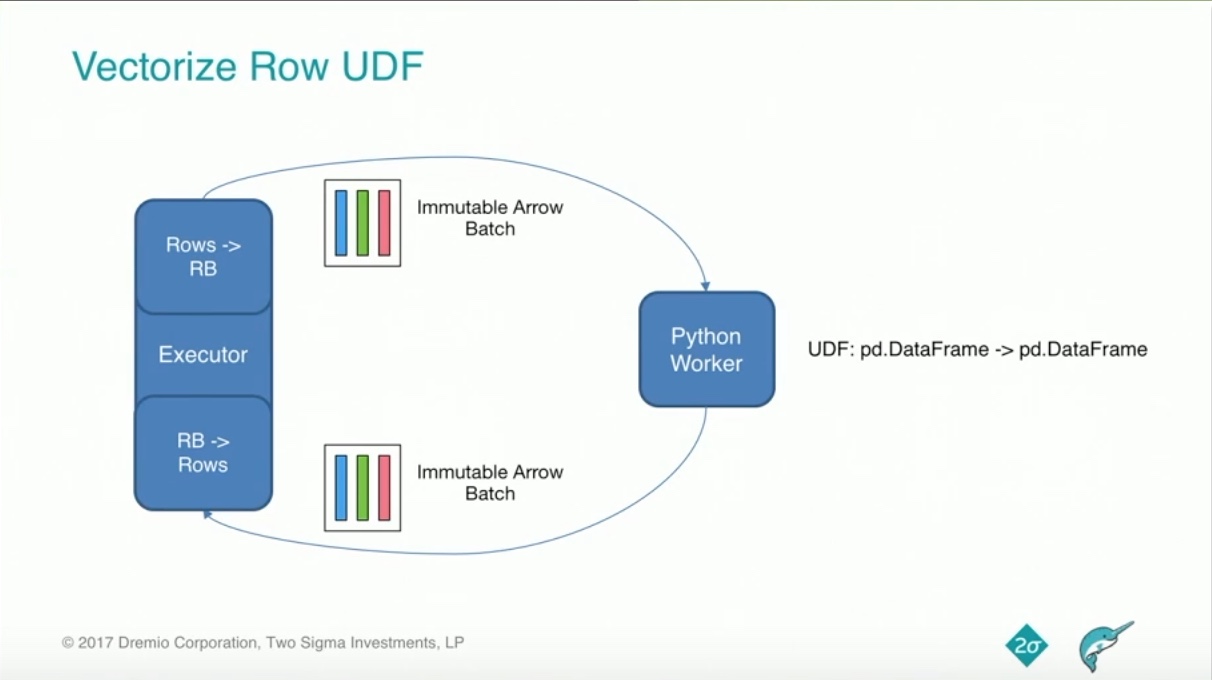 Vectorize Row UDF
Immutable Arrow
Batch
Rows ->
RB
Executor
RB ->
Rows
Python
Worker
UDF: pd.DataFrame -> pd.DataFrame
Immutable Arrow
Batch
© 2017 Dremio Corporation, Two Sigma Investments, LP
2σ